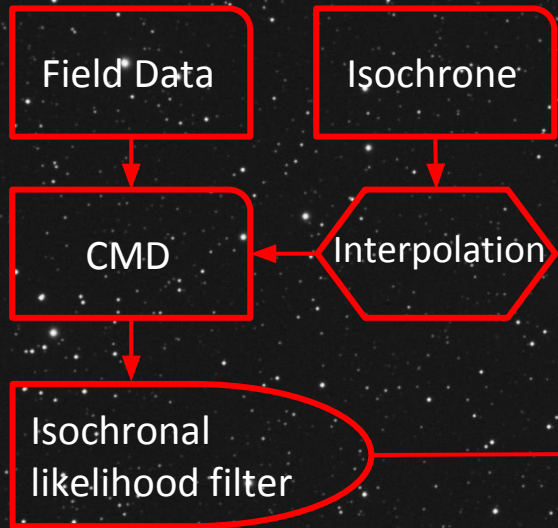 Field Data
Isochrone
CMD
Interpolation
Isochronal
likelihood filter